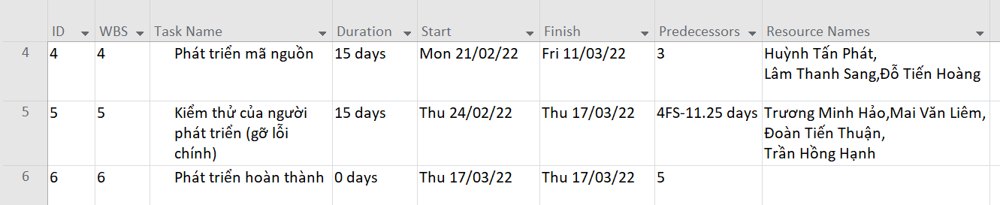 ID WBS Task Name Duration Start Finish Predecessors Resource Names
4 4 4 Phát triển mã nguồn 15 days Mon 21/02/22 Fri 11/03/22 3 Huỳnh Tấn Phát,
Lâm Thanh Sang,Đỗ Tiến Hoàng
5 5 5 Kiểm thử của người 15 days Thu 24/02/22 Thu 17/03/22 4FS-11.25 days Trương Minh Hảo,Mai Văn Liêm,
phát triển (gỡ lỗi Đoàn Tiến Thuận,
chính) Trần Hồng Hạnh
6 6 6 Phát triển hoàn thành 0 days Thu 17/03/22 Thu 17/03/22 5